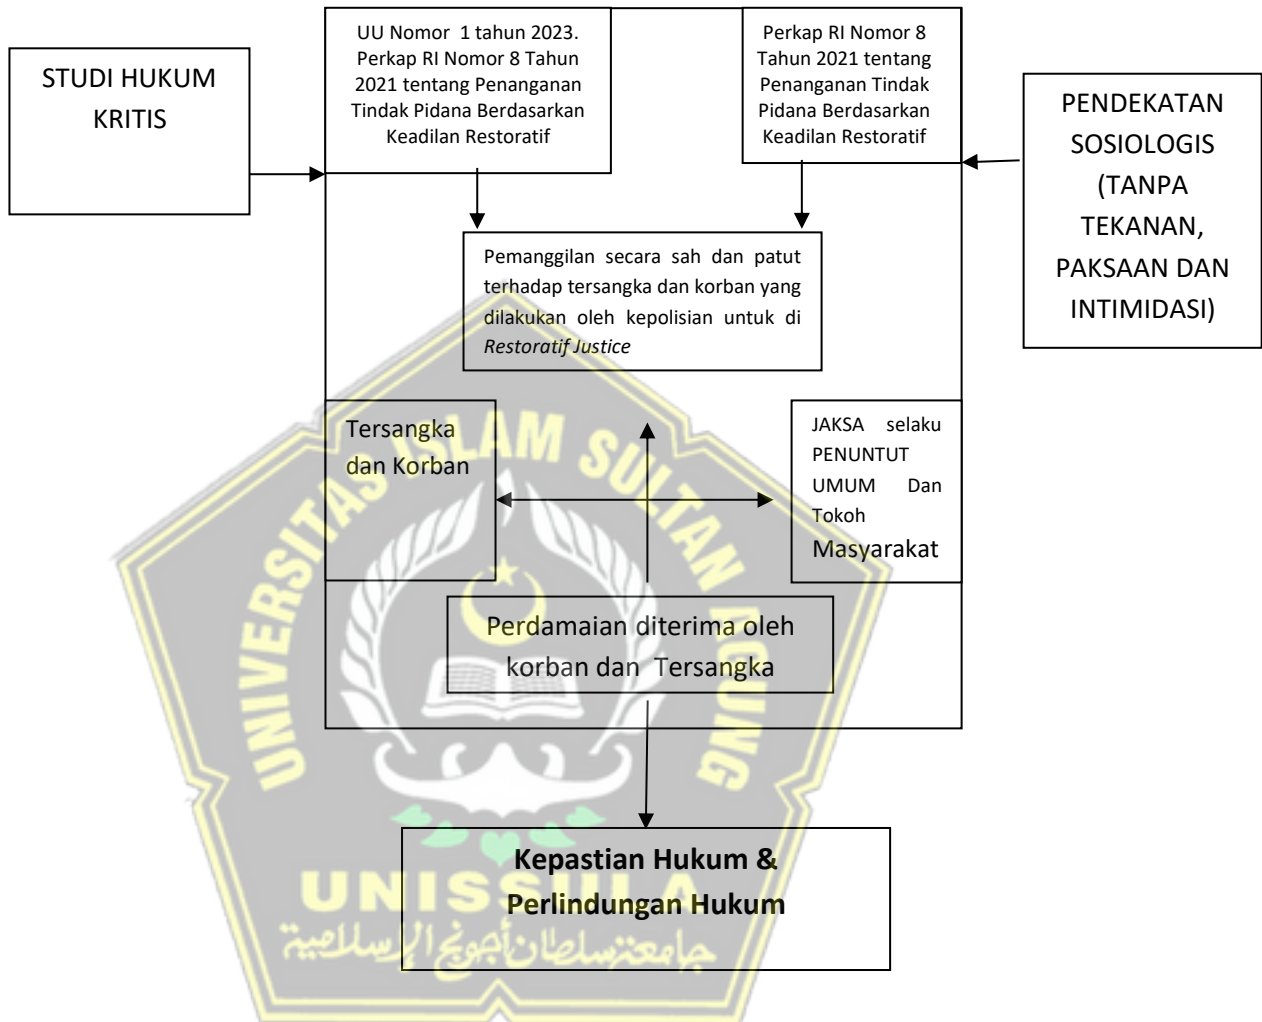 UU Nomor 1 tahun 2023.
Perkap RI Nomor 8 Tahun
2021 tentang Penanganan
Tindak Pidana Berdasarkan
Keadilan Restoratif
Perkap RI Nomor 8
Tahun 2021 tentang
Penanganan Tindak
Pidana Berdasarkan
Keadilan Restoratif
STUDI HUKUM
KRITIS
PENDEKATAN
SOSIOLOGIS
(TANPA
TEKANAN,
PAKSAAN DAN
INTIMIDASI)
Pemanggilan secara sah dan patut
terhadap tersangka dan korban yang
dilakukan oleh kepolisian untuk di
Restoratif Justice
Tersangka
dan Korban
JAKSA selaku
PENUNTUT
UMUM Dan
Tokoh
Masyarakat
UNIVERSITAS ISLAM SULTAN AGUNG
Perdamaian diterima oleh
korban dan Tersangka
Kepastian Hukum &
Perlindungan Hukum
UNISSULA
جامعتنسلطان أجونج الإسلامية